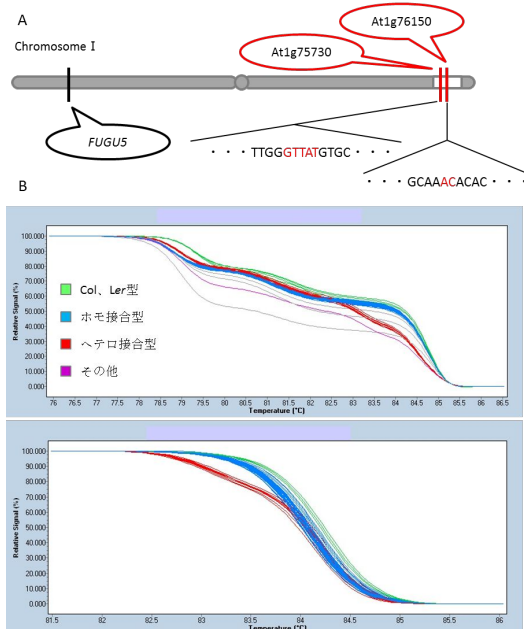 A
At1g76150
Chromosome I
At1g75730
FUGU5
・・・TTGGGTTATGTGC・・・
・・・GCAAACACAC・・・
B
100.000
90.000
80.000
70.000
60.000
50.000
40.000
30.000
20.000
10.000
0.000
Relative Signal (%)
Col、Ler型
ホモ接合型
ヘテロ接合型
その他
76 76.5 77 77.5 78 78.5 79 79.5 80 80.5 81 81.5 82 82.5 83 83.5 84 84.5 85 85.5 86 86.5
Temperature (°C)
100.000
90.000
80.000
70.000
60.000
50.000
40.000
30.000
20.000
10.000
0.000
Relative Signal (%)
81.5 82 82.5 83 83.5 84 84.5 85 85.5 86
Temperature (°C)